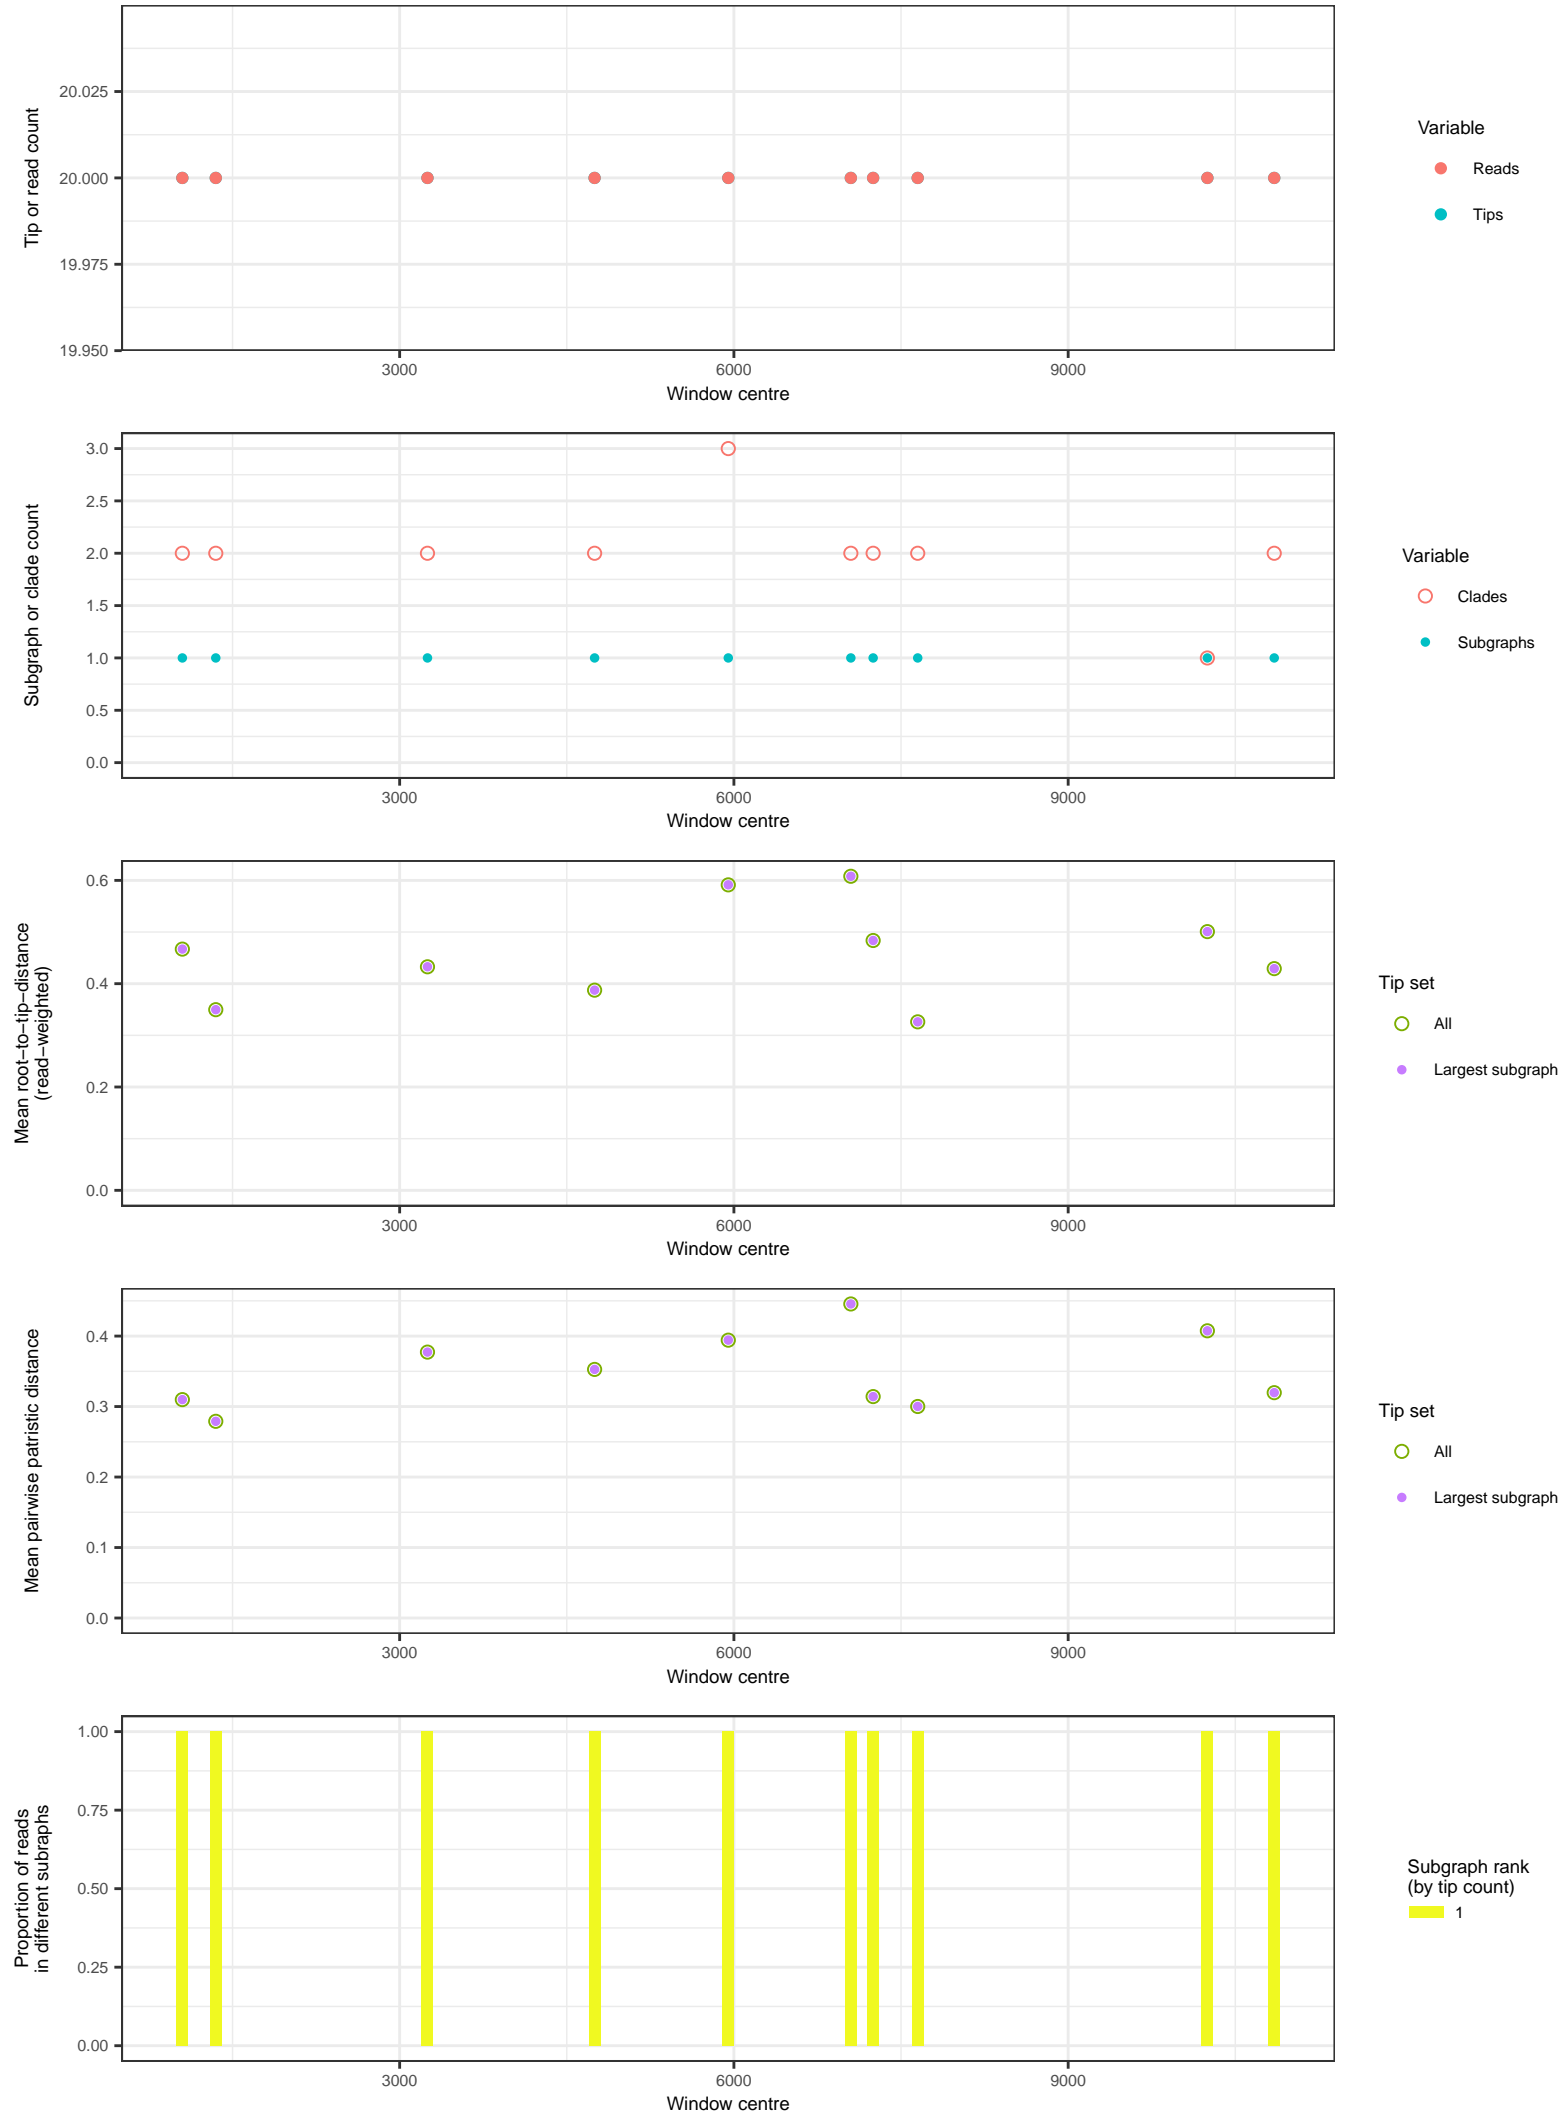 Tip or read count
20.025
20.000
19.975
19.950
3000
6000
9000
Window centre
Variable
Reads
Tips
Subgraph or clade count
3.0
2.5
2.0
1.5
1.0
0.5
0.0
3000
6000
9000
Window centre
Variable
Clades
Subgraphs
Mean root−to−tip−distance
(read−weighted)
0.6
0.4
0.2
0.0
3000
6000
9000
Window centre
Tip set
All
Largest subgraph
Mean pairwise patristic distance
0.4
0.3
0.2
0.1
0.0
3000
6000
9000
Window centre
Tip set
All
Largest subgraph
Proportion of reads
in different subraphs
1.00
0.75
0.50
0.25
0.00
3000
6000
9000
Window centre
Subgraph rank
(by tip count)
1